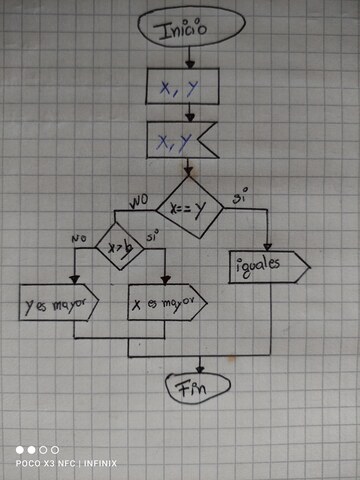 Inicio
X, Y
X, Y
NO
X==Y
Si
NO
X>b
Si
iguales
Y es mayor
X es mayor
Fin
POCO X3 NFC | INFINIX